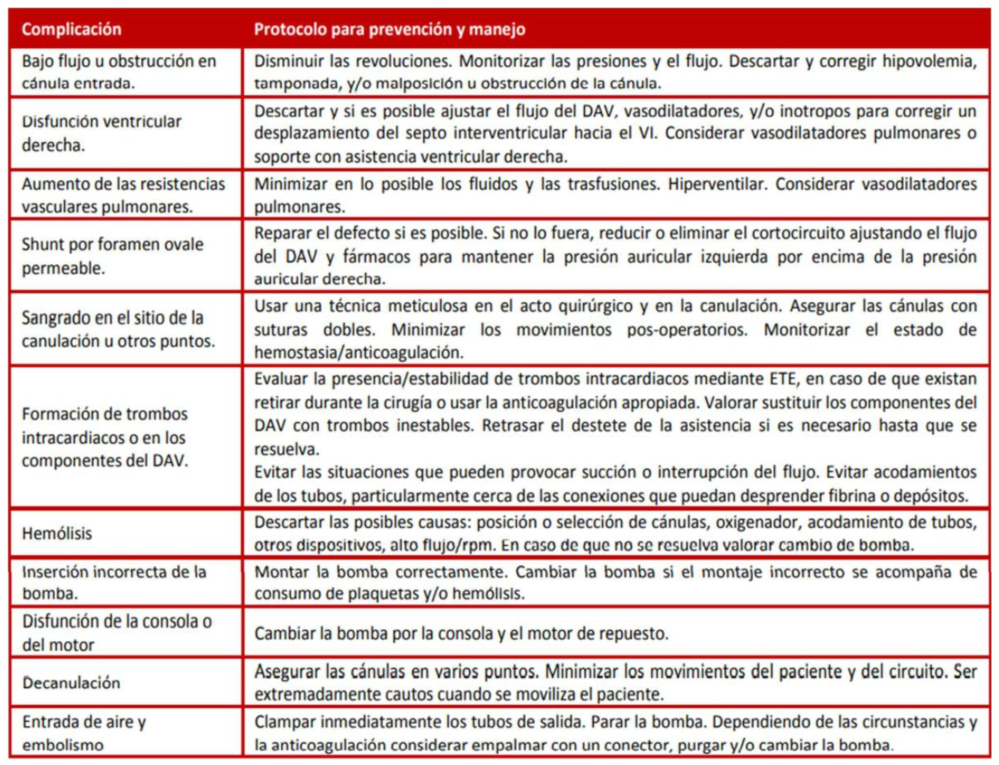 Complicación
Protocolo para prevención y manejo
Bajo flujo u obstrucción en
cánula entrada.
Disminuir las revoluciones. Monitorizar las presiones y el flujo. Descartar y corregir hipovolemia,
tamponada, y/o malposición u obstrucción de la cánula.
Disfunción ventricular
derecha.
Descartar y si es posible ajustar el flujo del DAV, vasodilatadores, y/o inotropos para corregir un
desplazamiento del septo interventricular hacia el VI. Considerar vasodilatadores pulmonares o
soporte con asistencia ventricular derecha.
Aumento de las resistencias
vasculares pulmonares.
Minimizar en lo posible los fluidos y las trasfusiones. Hiperventilar. Considerar vasodilatadores
pulmonares.
Shunt por foramen ovale
permeable.
Reparar el defecto si es posible. Si no lo fuera, reducir o eliminar el cortocircuito ajustando el flujo
del DAV y fármacos para mantener la presión auricular izquierda por encima de la presión
auricular derecha.
Sangrado en el sitio de la
canulación u otros puntos.
Usar una técnica meticulosa en el acto quirúrgico y en la canulación. Asegurar las cánulas con
suturas dobles. Minimizar los movimientos pos-operatorios. Monitorizar el estado de
hemostasia/anticoagulación.
Formación de trombos
intracardiacos o en los
componentes del DAV.
Evaluar la presencia/estabilidad de trombos intracardiacos mediante ETE, en caso de que existan
retirar durante la cirugía o usar la anticoagulación apropiada. Valorar sustituir los componentes del
DAV con trombos inestables. Retrasar el destete de la asistencia si es necesario hasta que se
resuelva.
Evitar las situaciones que pueden provocar succión o interrupción del flujo. Evitar acodamientos
de los tubos, particularmente cerca de las conexiones que puedan desprender fibrina o depósitos.
Hemólisis
Descartar las posibles causas: posición o selección de cánulas, oxigenador, acodamiento de tubos,
otros dispositivos, alto flujo/rpm. En caso de que no se resuelva valorar cambio de bomba.
Inserción incorrecta de la
bomba.
Montar la bomba correctamente. Cambiar la bomba si el montaje incorrecto se acompaña de
consumo de plaquetas y/o hemólisis.
Disfunción de la consola o
del motor
Cambiar la bomba por la consola y el motor de repuesto.
Decanulación
Asegurar las cánulas en varios puntos. Minimizar los movimientos del paciente y del circuito. Ser
extremadamente cautos cuando se moviliza el paciente.
Entrada de aire y
embolismo
Clampar inmediatamente los tubos de salida. Parar la bomba. Dependiendo de las circunstancias y
la anticoagulación considerar empalmar con un conector, purgar y/o cambiar la bomba.